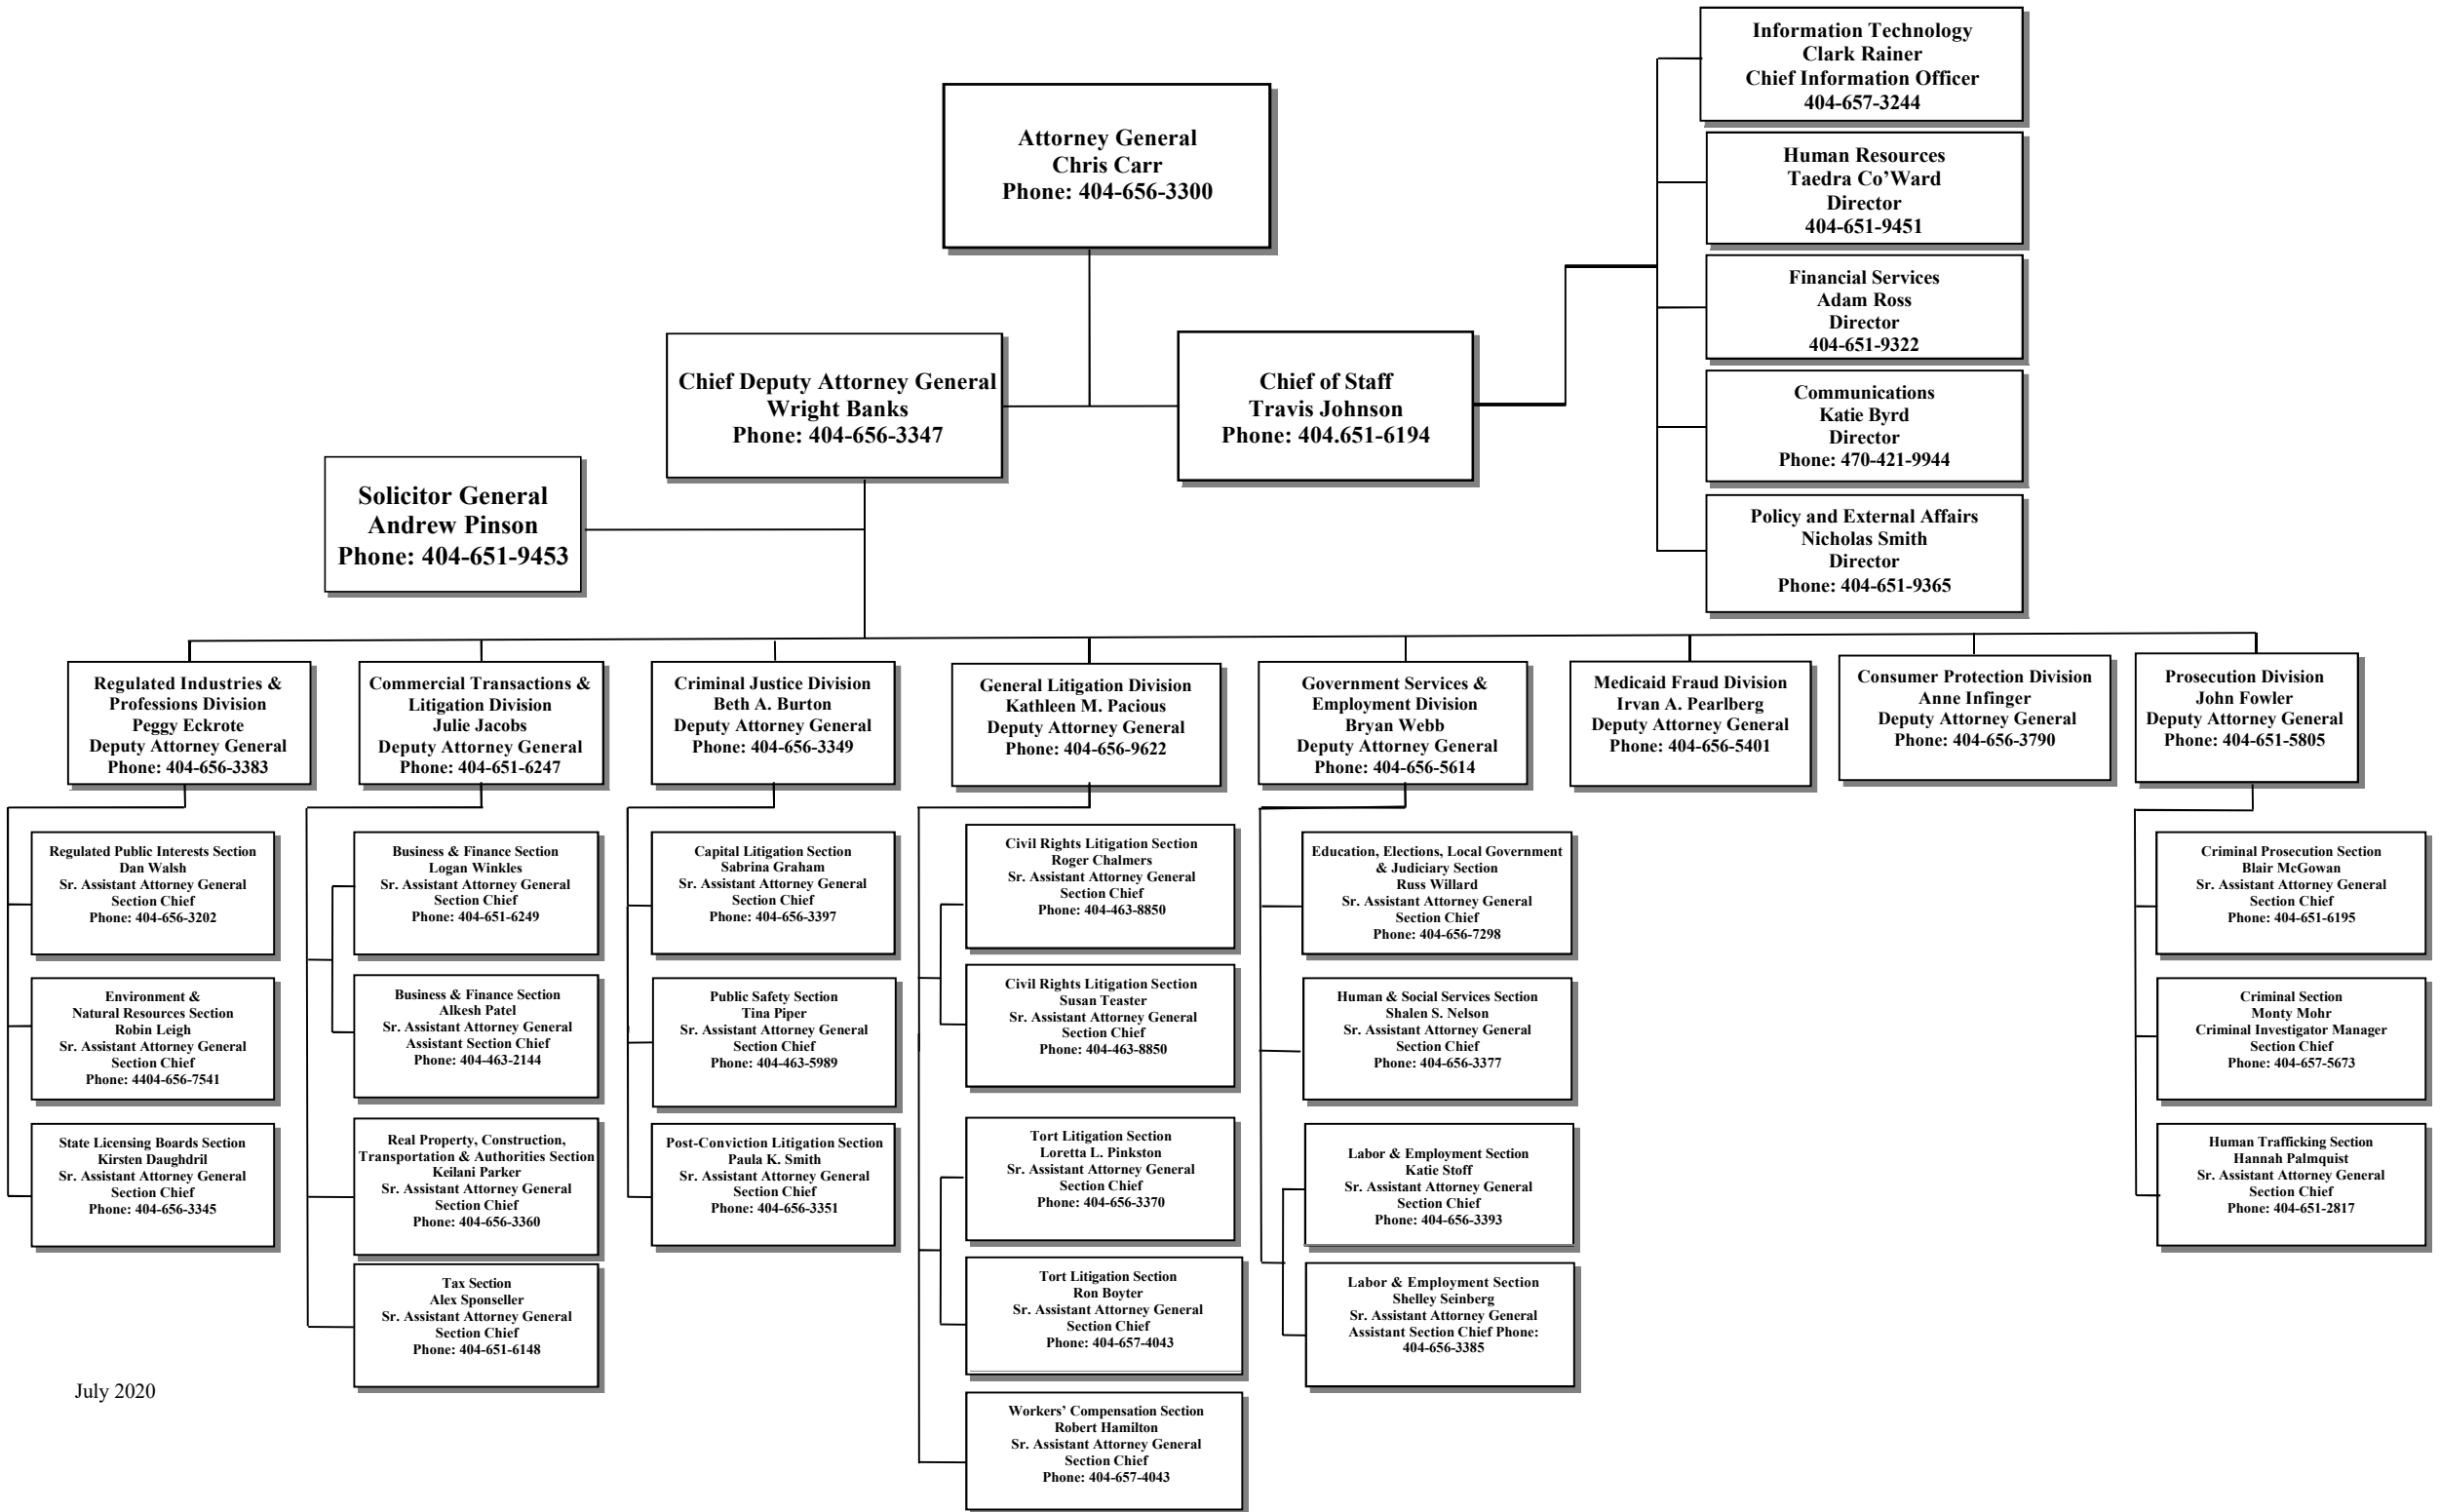 Information Technology
Clark Rainer
Chief Information Officer
404-657-3244
Attorney General
Chris Carr
Phone: 404-656-3300
Human Resources
Taedra Co’Ward
Director
404-651-9451
Financial Services
Adam Ross
Director
404-651-9322
Chief Deputy Attorney General
Wright Banks
Phone: 404-656-3347
Chief of Staff
Travis Johnson
Phone: 404.651-6194
Communications
Katie Byrd
Director
Phone: 470-421-9944
Solicitor General
Andrew Pinson
Phone: 404-651-9453
Policy and External Affairs
Nicholas Smith
Director
Phone: 404-651-9365
Regulated Industries &
Professions Division
Peggy Eckrote
Deputy Attorney General
Phone: 404-656-3383
Commercial Transactions &
Litigation Division
Julie Jacobs
Deputy Attorney General
Phone: 404-651-6247
Criminal Justice Division
Beth A. Burton
Deputy Attorney General
Phone: 404-656-3349
General Litigation Division
Kathleen M. Pacious
Deputy Attorney General
Phone: 404-656-9622
Government Services &
Employment Division
Bryan Webb
Deputy Attorney General
Phone: 404-656-5614
Medicaid Fraud Division
Irvan A. Pearlberg
Deputy Attorney General
Phone: 404-656-5401
Consumer Protection Division
Anne Infinger
Deputy Attorney General
Phone: 404-656-3790
Prosecution Division
John Fowler
Deputy Attorney General
Phone: 404-651-5805
Regulated Public Interests Section
Dan Walsh
Sr. Assistant Attorney General
Section Chief
Phone: 404-656-3202
Environment &
Natural Resources Section
Robin Leigh
Sr. Assistant Attorney General
Section Chief
Phone: 4404-656-7541
State Licensing Boards Section
Kirsten Daughdril
Sr. Assistant Attorney General
Section Chief
Phone: 404-656-3345
Business & Finance Section
Logan Winkles
Sr. Assistant Attorney General
Section Chief
Phone: 404-651-6249
Business & Finance Section
Alkesh Patel
Sr. Assistant Attorney General
Assistant Section Chief
Phone: 404-463-2144
Real Property, Construction,
Transportation & Authorities Section
Keilani Parker
Sr. Assistant Attorney General
Section Chief
Phone: 404-656-3360
Tax Section
Alex Sponseller
Sr. Assistant Attorney General
Section Chief
Phone: 404-651-6148
Capital Litigation Section
Sabrina Graham
Sr. Assistant Attorney General
Section Chief
Phone: 404-656-3397
Public Safety Section
Tina Piper
Sr. Assistant Attorney General
Section Chief
Phone: 404-463-5989
Post-Conviction Litigation Section
Paula K. Smith
Sr. Assistant Attorney General
Section Chief
Phone: 404-656-3351
Civil Rights Litigation Section
Roger Chalmers
Sr. Assistant Attorney General
Section Chief
Phone: 404-463-8850
Civil Rights Litigation Section
Susan Teaster
Sr. Assistant Attorney General
Section Chief
Phone: 404-463-8850
Tort Litigation Section
Loretta L. Pinkston
Sr. Assistant Attorney General
Section Chief
Phone: 404-656-3370
Tort Litigation Section
Ron Boyter
Sr. Assistant Attorney General
Section Chief
Phone: 404-657-4043
Workers’ Compensation Section
Robert Hamilton
Sr. Assistant Attorney General
Section Chief
Phone: 404-657-4043
Education, Elections, Local Government
& Judiciary Section
Russ Willard
Sr. Assistant Attorney General
Section Chief
Phone: 404-656-7298
Human & Social Services Section
Shalen S. Nelson
Sr. Assistant Attorney General
Section Chief
Phone: 404-656-3377
Labor & Employment Section
Katie Stoff
Sr. Assistant Attorney General
Section Chief
Phone: 404-656-3393
Labor & Employment Section
Shelley Seinberg
Sr. Assistant Attorney General
Assistant Section Chief Phone:
404-656-3385
Criminal Prosecution Section
Blair McGowan
Sr. Assistant Attorney General
Section Chief
Phone: 404-651-6195
Criminal Section
Monty Mohr
Criminal Investigator Manager
Section Chief
Phone: 404-657-5673
Human Trafficking Section
Hannah Palmquist
Sr. Assistant Attorney General
Section Chief
Phone: 404-651-2817
July 2020